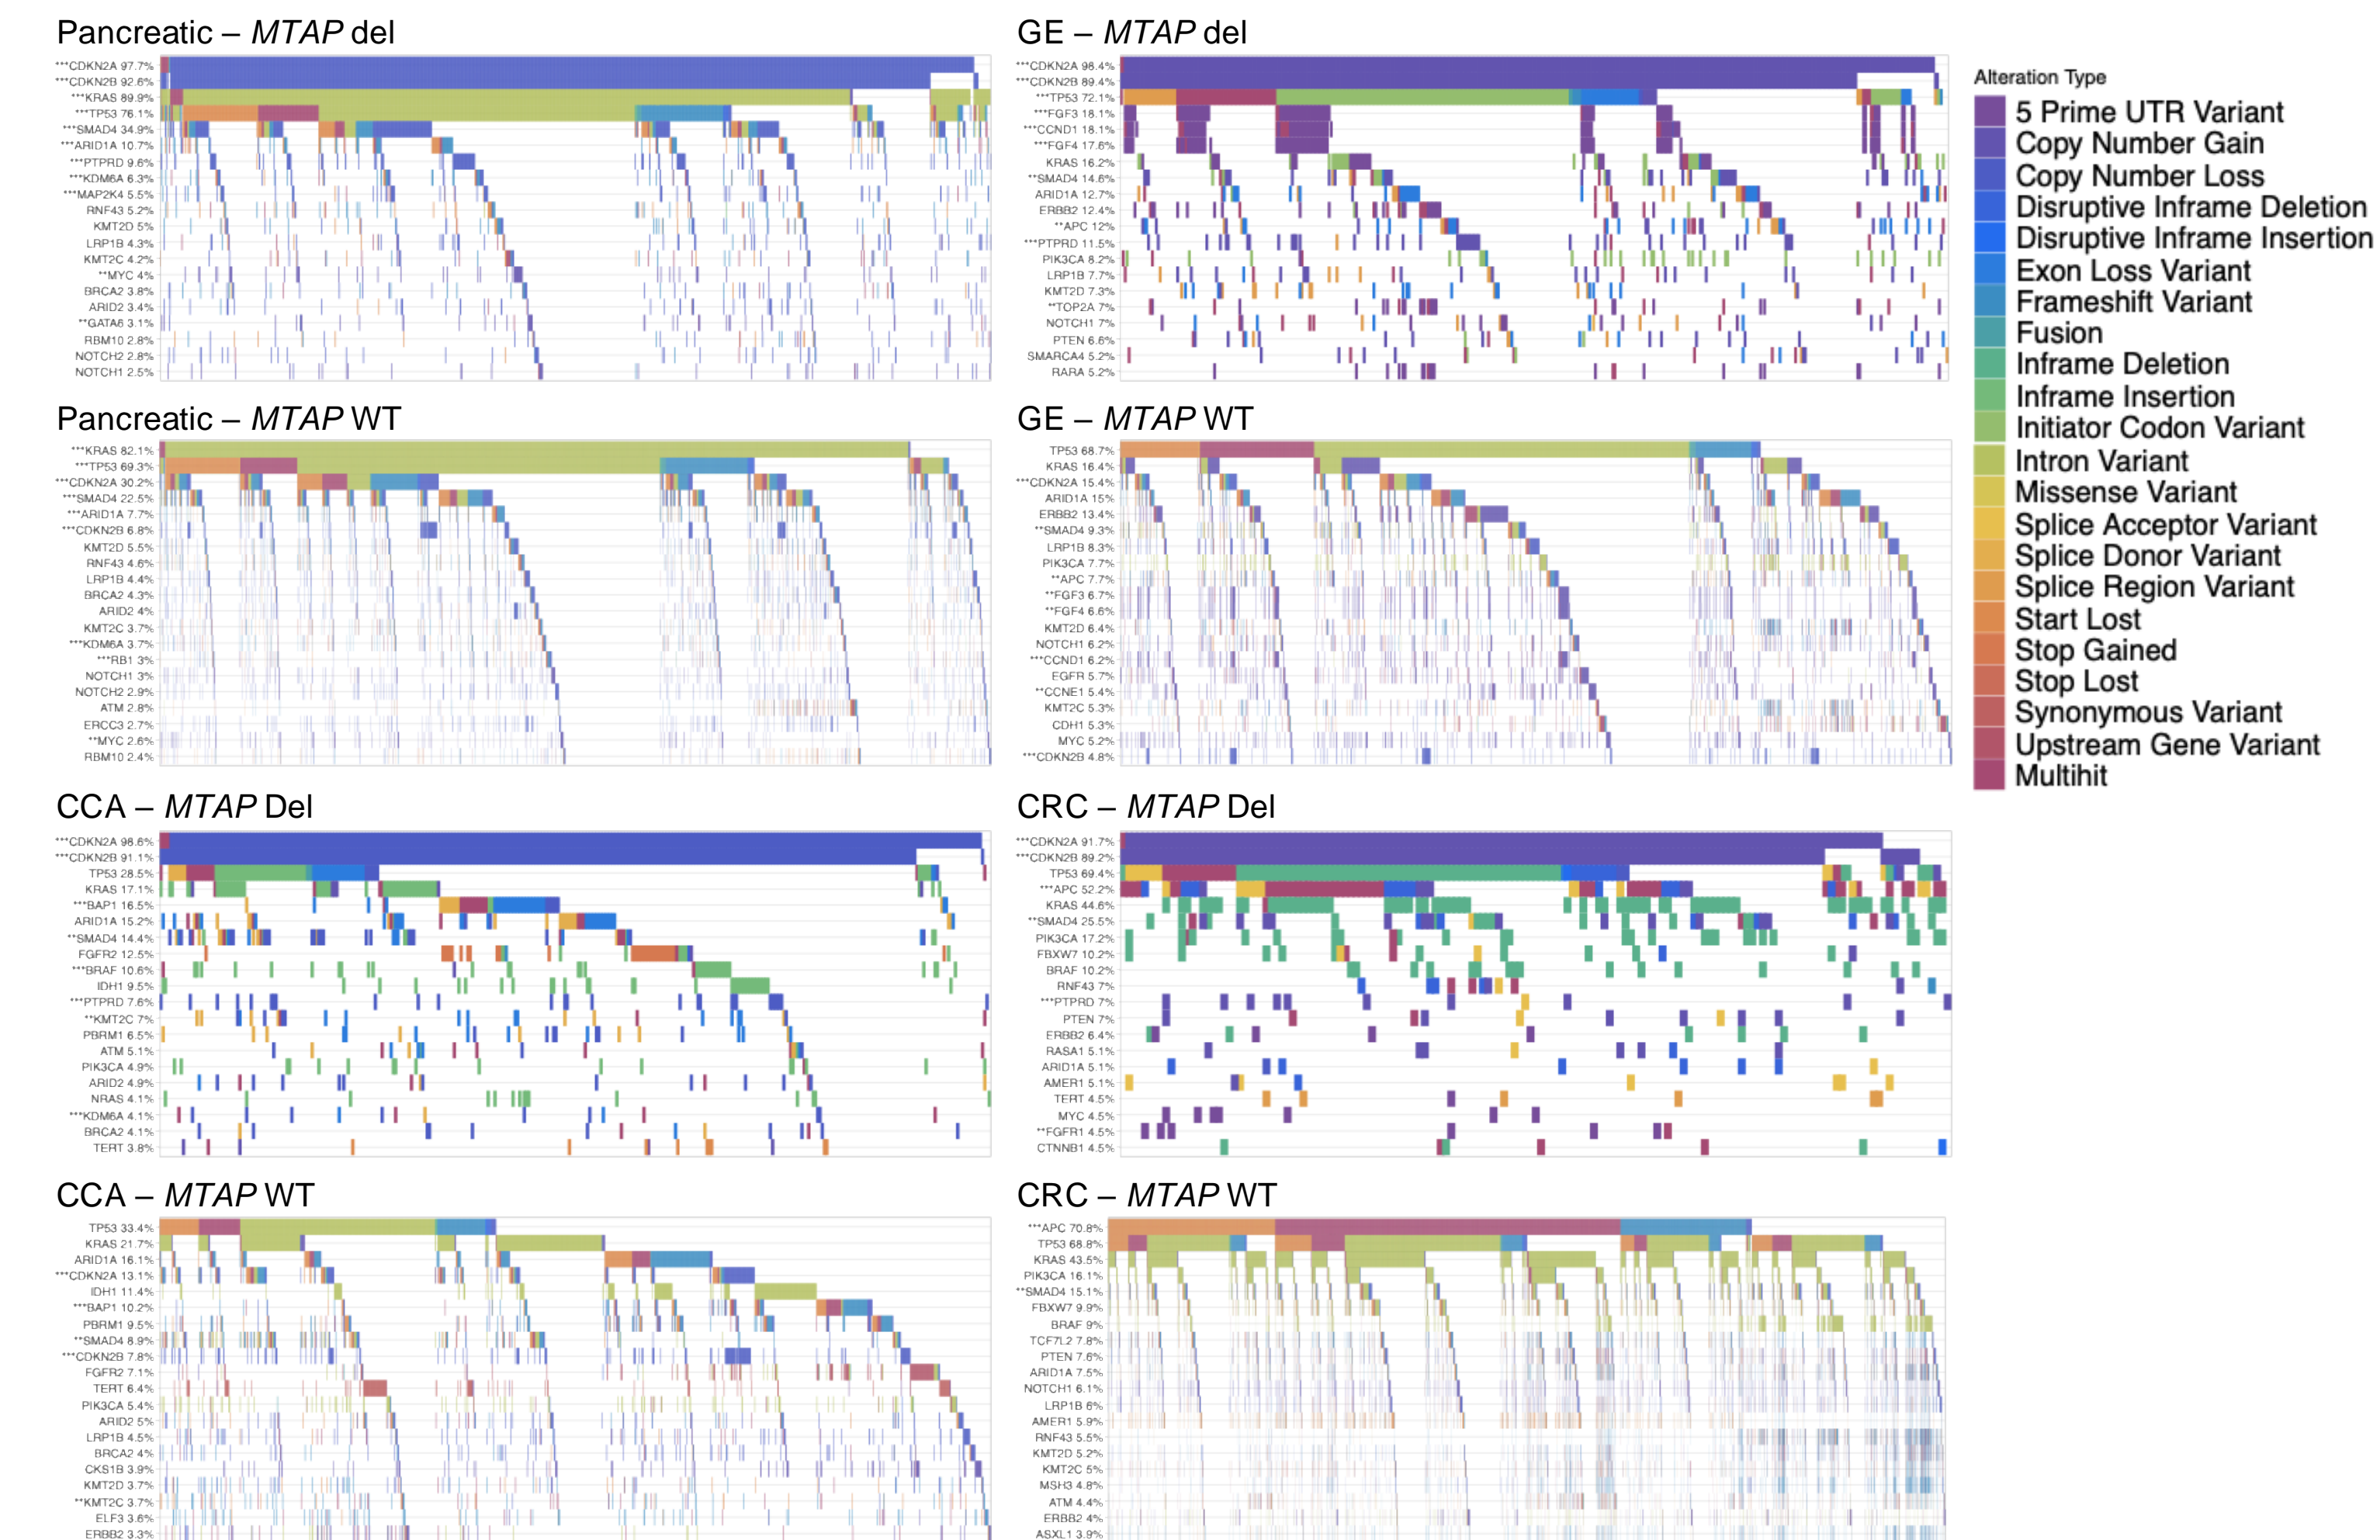 Pancreatic – MTAP del
***CDKN2A 97.7%
***CDKN2B 92.6%
***KRAS 89.9%
***TP53 76.1%
***SMAD4 34.9%
***ARID1A 10.7%
***PTPRD 9.6%
***KDM6A 6.3%
***MAP2K4 5.5%
RNF43 5.2%
KMT2D 5%
LRP1B 4.3%
KMT2C 4.2%
**MYC 4%
BRCA2 3.8%
ARID2 3.4%
**GATA6 3.1%
RBM10 2.8%
NOTCH2 2.8%
NOTCH1 2.5%
GE – MTAP del
***CDKN2A 98.4%
***CDKN2B 89.4%
***TP53 72.1%
***FGF3 18.1%
***CCND1 18.1%
***FGF4 17.6%
KRAS 16.2%
**SMAD4 14.6%
ARID1A 12.7%
ERBB2 12.4%
**APC 12%
***PTPRD 11.5%
PIK3CA 8.2%
LRP1B 7.7%
KMT2D 7.3%
**TOP2A 7%
NOTCH1 7%
PTEN 6.6%
SMARCA4 5.2%
RARA 5.2%
Alteration Type
5 Prime UTR Variant
Copy Number Gain
Copy Number Loss
Disruptive Inframe Deletion
Disruptive Inframe Insertion
Exon Loss Variant
Frameshift Variant
Fusion
Inframe Deletion
Inframe Insertion
Initiator Codon Variant
Intron Variant
Missense Variant
Splice Acceptor Variant
Splice Donor Variant
Splice Region Variant
Start Lost
Stop Gained
Stop Lost
Synonymous Variant
Upstream Gene Variant
Multihit
Pancreatic – MTAP WT
***KRAS 82.1%
***TP53 69.3%
***CDKN2A 30.2%
***SMAD4 22.5%
***ARID1A 7.7%
***CDKN2B 6.8%
KMT2D 5.5%
RNF43 4.6%
LRP1B 4.4%
BRCA2 4.3%
ARID2 4%
KMT2C 3.7%
***KDM6A 3.7%
***RB1 3%
NOTCH1 3%
NOTCH2 2.9%
ATM 2.8%
ERCC3 2.7%
**MYC 2.6%
RBM10 2.4%
GE – MTAP WT
TP53 68.7%
KRAS 16.4%
***CDKN2A 15.4%
ARID1A 15%
ERBB2 13.4%
**SMAD4 9.3%
LRP1B 8.3%
PIK3CA 7.7%
**APC 7.7%
**FGF3 6.7%
**FGF4 6.6%
KMT2D 6.4%
NOTCH1 6.2%
***CCND1 6.2%
EGFR 5.7%
**CCNE1 5.4%
KMT2C 5.3%
CDH1 5.3%
MYC 5.2%
***CDKN2B 4.8%
CCA – MTAP Del
***CDKN2A 98.6%
***CDKN2B 91.1%
TP53 28.5%
KRAS 17.1%
***BAP1 16.5%
ARID1A 15.2%
**SMAD4 14.4%
FGFR2 12.5%
***BRAF 10.6%
IDH1 9.5%
***PTPRD 7.6%
**KMT2C 7%
PBRM1 6.5%
ATM 5.1%
PIK3CA 4.9%
ARID2 4.9%
NRAS 4.1%
***KDM6A 4.1%
BRCA2 4.1%
TERT 3.8%
CRC – MTAP Del
***CDKN2A 91.7%
***CDKN2B 89.2%
TP53 69.4%
***APC 52.2%
KRAS 44.6%
**SMAD4 25.5%
PIK3CA 17.2%
FBXW7 10.2%
BRAF 10.2%
RNF43 7%
***PTPRD 7%
PTEN 7%
ERBB2 6.4%
RASA1 5.1%
ARID1A 5.1%
AMER1 5.1%
TERT 4.5%
MYC 4.5%
**FGFR1 4.5%
CTNNB1 4.5%
CCA – MTAP WT
TP53 33.4%
KRAS 21.7%
ARID1A 16.1%
***CDKN2A 13.1%
IDH1 11.4%
***BAP1 10.2%
PBRM1 9.5%
**SMAD4 8.9%
***CDKN2B 7.8%
FGFR2 7.1%
TERT 6.4%
PIK3CA 5.4%
ARID2 5%
LRP1B 4.5%
BRCA2 4%
CKS1B 3.9%
KMT2D 3.7%
**KMT2C 3.7%
ELF3 3.6%
ERBB2 3.3%
CRC – MTAP WT
***APC 70.8%
TP53 68.8%
KRAS 43.5%
PIK3CA 16.1%
**SMAD4 15.1%
FBXW7 9.9%
BRAF 9%
TCF7L2 7.8%
PTEN 7.6%
ARID1A 7.5%
NOTCH1 6.1%
LRP1B 6%
AMER1 5.9%
RNF43 5.5%
KMT2D 5.2%
KMT2C 5%
MSH3 4.8%
ATM 4.4%
ERBB2 4%
ASXL1 3.9%